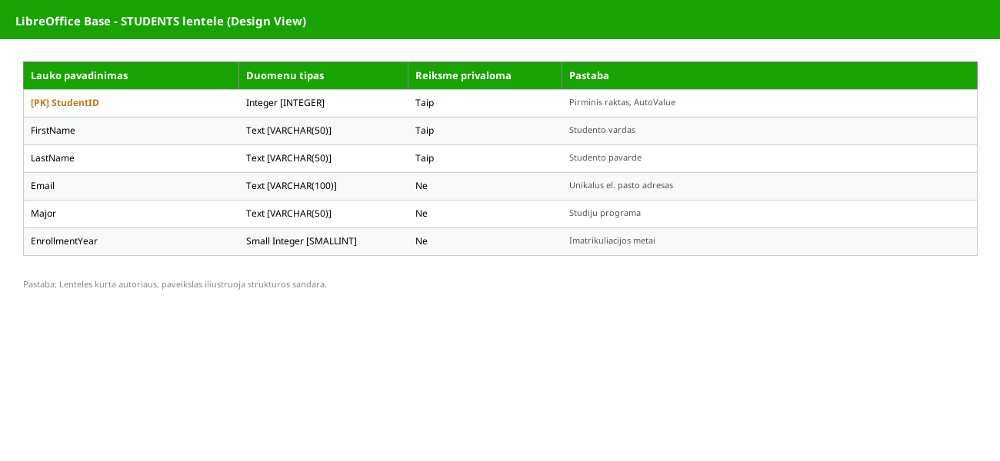 LibreOffice Base - STUDENTS lentele (Design View)
Lauko pavadinimas Duomenu tipas Reiksme privaloma Pastaba
[PK] StudentID Integer [INTEGER] Taip Pirminis raktas, AutoValue
FirstName Text [VARCHAR(50)] Taip Studento vardas
LastName Text [VARCHAR(50)] Taip Studento pavarde
Email Text [VARCHAR(100)] Ne Unikalus el. pasto adresas
Major Text [VARCHAR(50)] Ne Studiju programa
EnrollmentYear Small Integer [SMALLINT] Ne Imatrikuliacijos metai
Pastaba: Lenteles kurta autoriaus, paveikslas iliustruoja strukturos sandara.